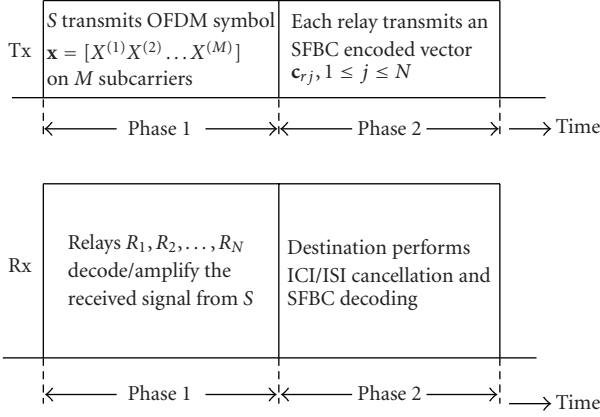 S transmits OFDM symbol
x = [X^(1) X^(2) … X^(M)]
on M subcarriers
Each relay transmits an
SFBC encoded vector
c_rj, 1 ≤ j ≤ N
Tx
Phase 1
Phase 2
Time
Relays R_1, R_2, …, R_N
decode/amplify the
received signal from S
Destination performs
ICI/ISI cancellation and
SFBC decoding
Rx
Phase 1
Phase 2
Time